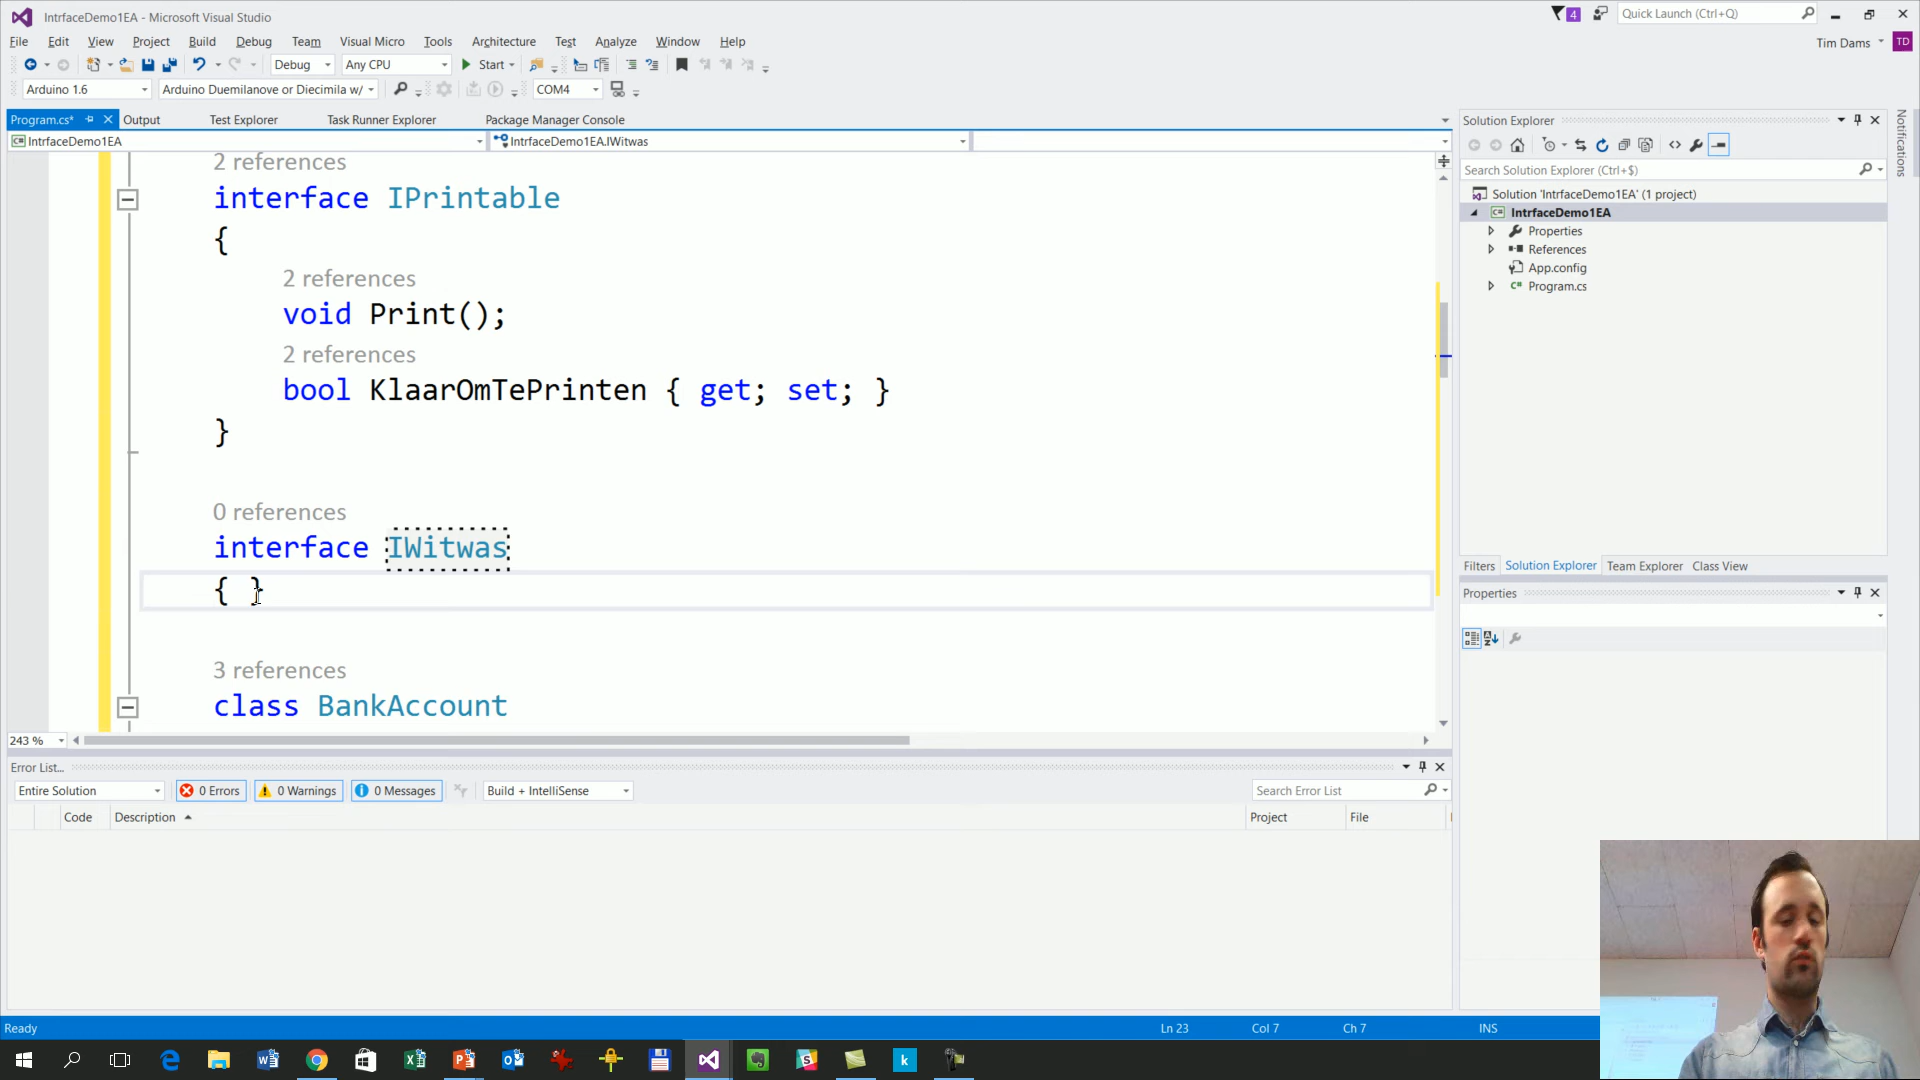 IntrfaceDemo1EA - Microsoft Visual Studio
4
Quick Launch (Ctrl+Q)
File Edit View Project Build Debug Team Visual Micro Tools Architecture Test Analyze Window Help
Tim Dams TD
Debug Any CPU Start
Arduino 1.6 Arduino Duemilanove or Diecimila w/ COM4
Program.cs* Output Test Explorer Task Runner Explorer Package Manager Console
IntrfaceDemo1EA IntrfaceDemo1EA.IWitwas
2 references
interface IPrintable
{
2 references
void Print();
2 references
bool KlaarOmTePrinten { get; set; }
}
0 references
interface IWitwas
{ }
3 references
class BankAccount
243 %
Solution Explorer
Search Solution Explorer (Ctrl+$)
Solution 'IntrfaceDemo1EA' (1 project)
IntrfaceDemo1EA
Properties
References
App.config
C# Program.cs
Notifications
Filters Solution Explorer Team Explorer Class View
Properties
Error List...
Entire Solution 0 Errors 0 Warnings 0 Messages Build + IntelliSense Search Error List
Code Description Project File
Ready Ln 23 Col 7 Ch 7 INS